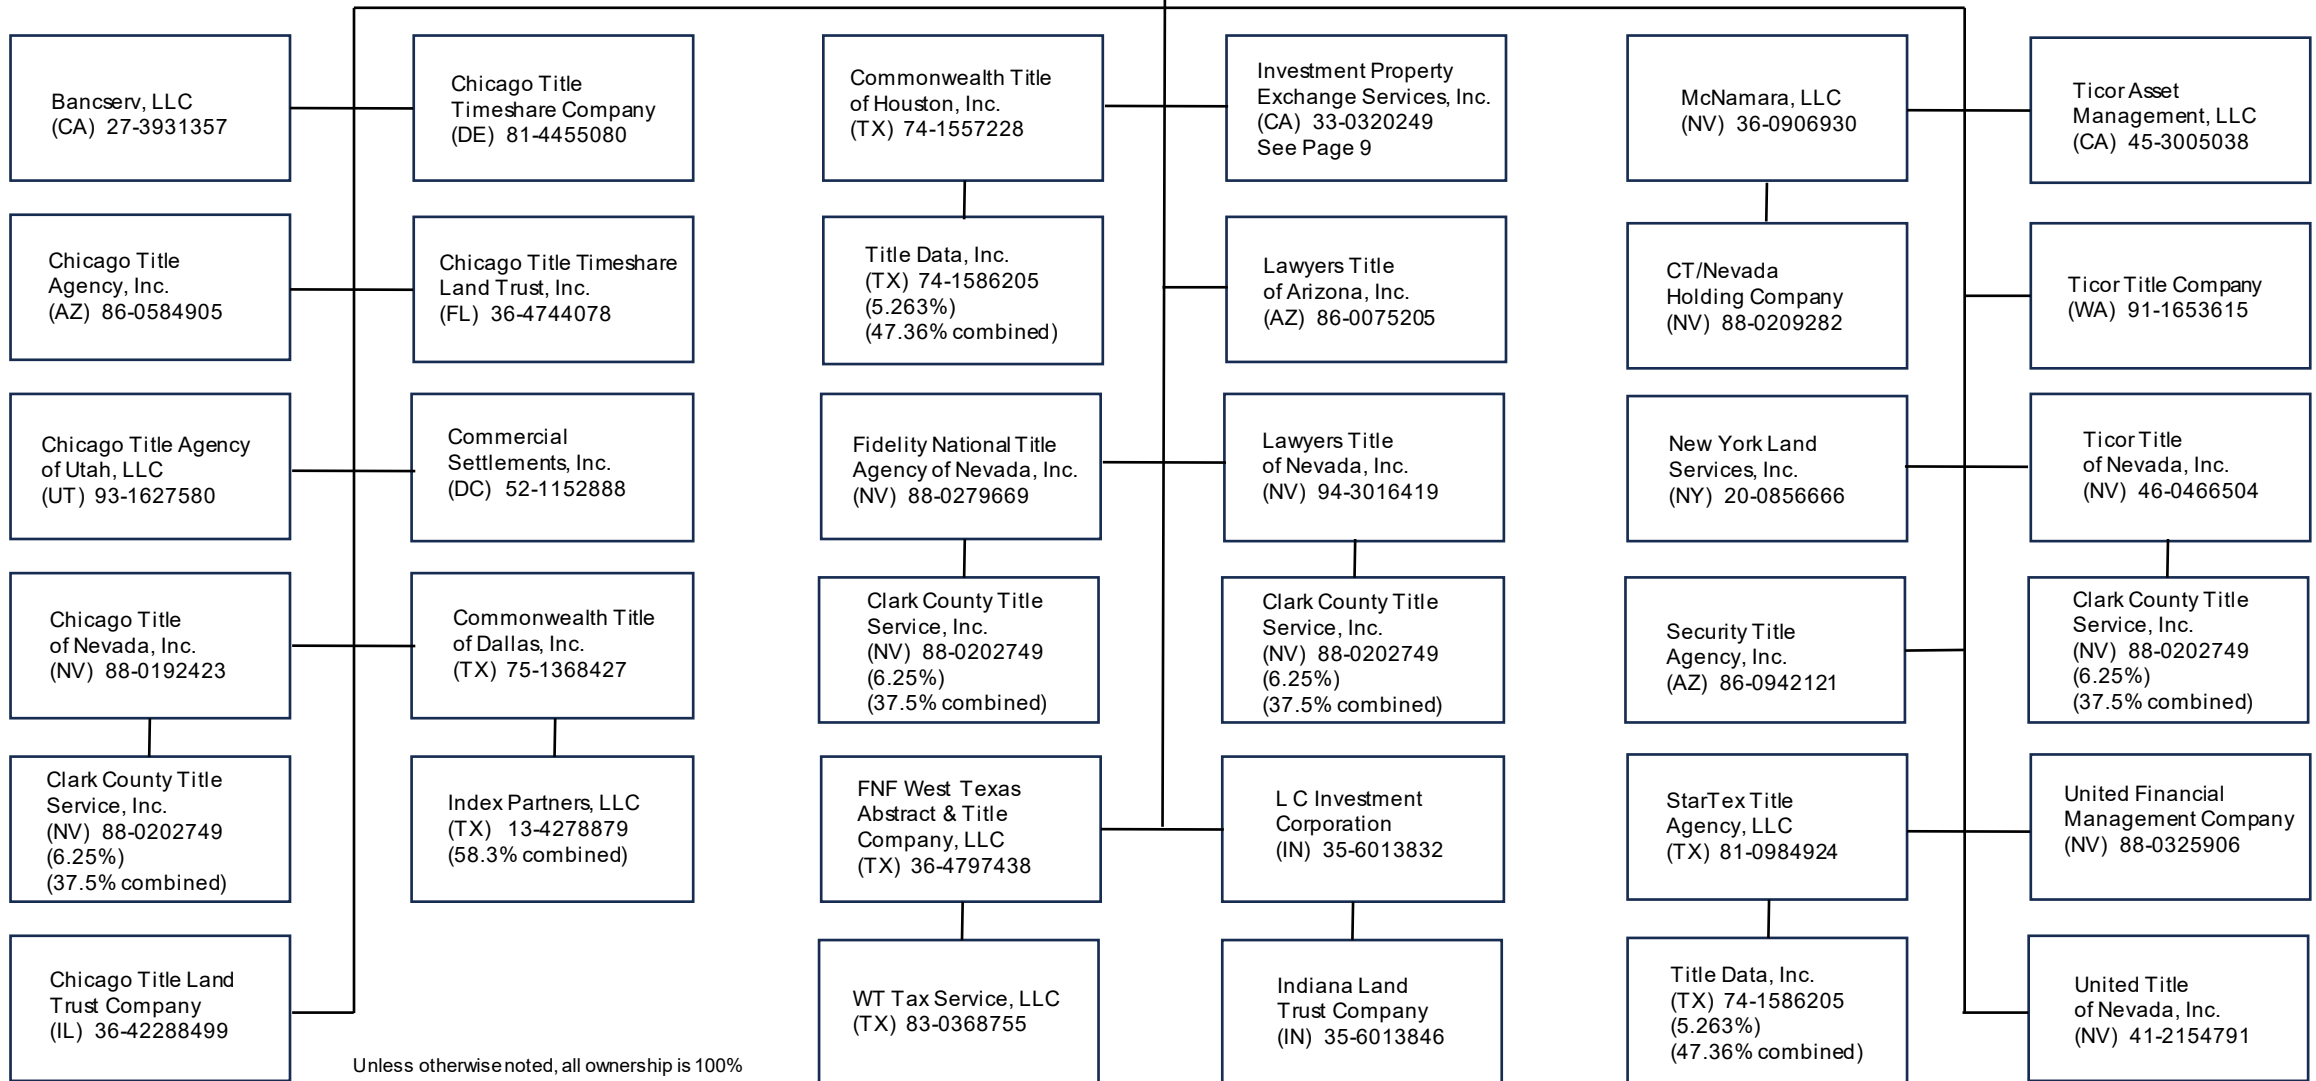 Bancserv, LLC
(CA) 27-3931357
Chicago Title
Timeshare Company
(DE) 81-4455080
Commonwealth Title
of Houston, Inc.
(TX) 74-1557228
Investment Property
Exchange Services, Inc.
(CA) 33-0320249
See Page 9
McNamara, LLC
(NV) 36-0906930
Ticor Asset
Management, LLC
(CA) 45-3005038
Chicago Title
Agency, Inc.
(AZ) 86-0584905
Chicago Title Timeshare
Land Trust, Inc.
(FL) 36-4744078
Title Data, Inc.
(TX) 74-1586205
(5.263%)
(47.36% combined)
Lawyers Title
of Arizona, Inc.
(AZ) 86-0075205
CT/Nevada
Holding Company
(NV) 88-0209282
Ticor Title Company
(WA) 91-1653615
Chicago Title Agency
of Utah, LLC
(UT) 93-1627580
Commercial
Settlements, Inc.
(DC) 52-1152888
Fidelity National Title
Agency of Nevada, Inc.
(NV) 88-0279669
Lawyers Title
of Nevada, Inc.
(NV) 94-3016419
New York Land
Services, Inc.
(NY) 20-0856666
Ticor Title
of Nevada, Inc.
(NV) 46-0466504
Chicago Title
of Nevada, Inc.
(NV) 88-0192423
Commonwealth Title
of Dallas, Inc.
(TX) 75-1368427
Clark County Title
Service, Inc.
(NV) 88-0202749
(6.25%)
(37.5% combined)
Clark County Title
Service, Inc.
(NV) 88-0202749
(6.25%)
(37.5% combined)
Security Title
Agency, Inc.
(AZ) 86-0942121
Clark County Title
Service, Inc.
(NV) 88-0202749
(6.25%)
(37.5% combined)
Clark County Title
Service, Inc.
(NV) 88-0202749
(6.25%)
(37.5% combined)
Index Partners, LLC
(TX) 13-4278879
(58.3% combined)
FNF West Texas
Abstract & Title
Company, LLC
(TX) 36-4797438
L C Investment
Corporation
(IN) 35-6013832
StarTex Title
Agency, LLC
(TX) 81-0984924
United Financial
Management Company
(NV) 88-0325906
Chicago Title Land
Trust Company
(IL) 36-42288499
WT Tax Service, LLC
(TX) 83-0368755
Indiana Land
Trust Company
(IN) 35-6013846
Title Data, Inc.
(TX) 74-1586205
(5.263%)
(47.36% combined)
United Title
of Nevada, Inc.
(NV) 41-2154791
Unless otherwise noted, all ownership is 100%